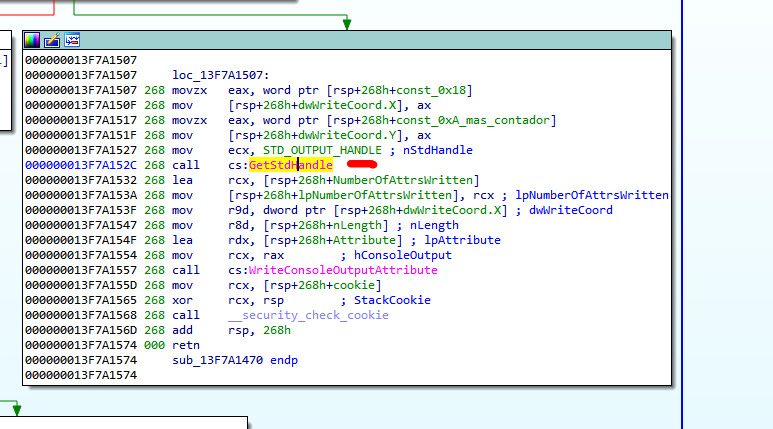 ]
000000013F7A1507
000000013F7A1507
000000013F7A1507 loc_13F7A1507:
000000013F7A1507 268 movzx eax, word ptr [rsp+268h+const_0x18]
000000013F7A150F 268 mov [rsp+268h+dwWriteCoord.X], ax
000000013F7A1517 268 movzx eax, word ptr [rsp+268h+const_0xA_mas_contador]
000000013F7A151F 268 mov [rsp+268h+dwWriteCoord.Y], ax
000000013F7A1527 268 mov ecx, STD_OUTPUT_HANDLE ; nStdHandle
000000013F7A152C 268 call cs:GetStdHandle
000000013F7A1532 268 lea rcx, [rsp+268h+NumberOfAttrsWritten]
000000013F7A153A 268 mov [rsp+268h+lpNumberOfAttrsWritten], rcx ; lpNumberOfAttrsWritten
000000013F7A153F 268 mov r9d, dword ptr [rsp+268h+dwWriteCoord.X] ; dwWriteCoord
000000013F7A1547 268 mov r8d, [rsp+268h+nLength] ; nLength
000000013F7A154F 268 lea rdx, [rsp+268h+Attribute] ; lpAttribute
000000013F7A1554 268 mov rcx, rax ; hConsoleOutput
000000013F7A1557 268 call cs:WriteConsoleOutputAttribute
000000013F7A155D 268 mov rcx, [rsp+268h+cookie]
000000013F7A1565 268 xor rcx, rsp ; StackCookie
000000013F7A1568 268 call __security_check_cookie
000000013F7A156D 268 add rsp, 268h
000000013F7A1574 000 retn
000000013F7A1574 sub_13F7A1470 endp
000000013F7A1574